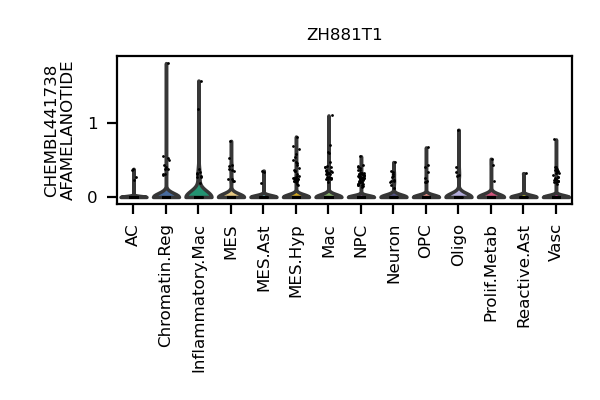 ZH881T1
CHEMBL441738
AFAMELANOTIDE
1
0
AC
Chromatin.Reg
Inflammatory.Mac
MES
MES.Ast
MES.Hyp
Mac
NPC
Neuron
OPC
Oligo
Prolif.Metab
Reactive.Ast
Vasc